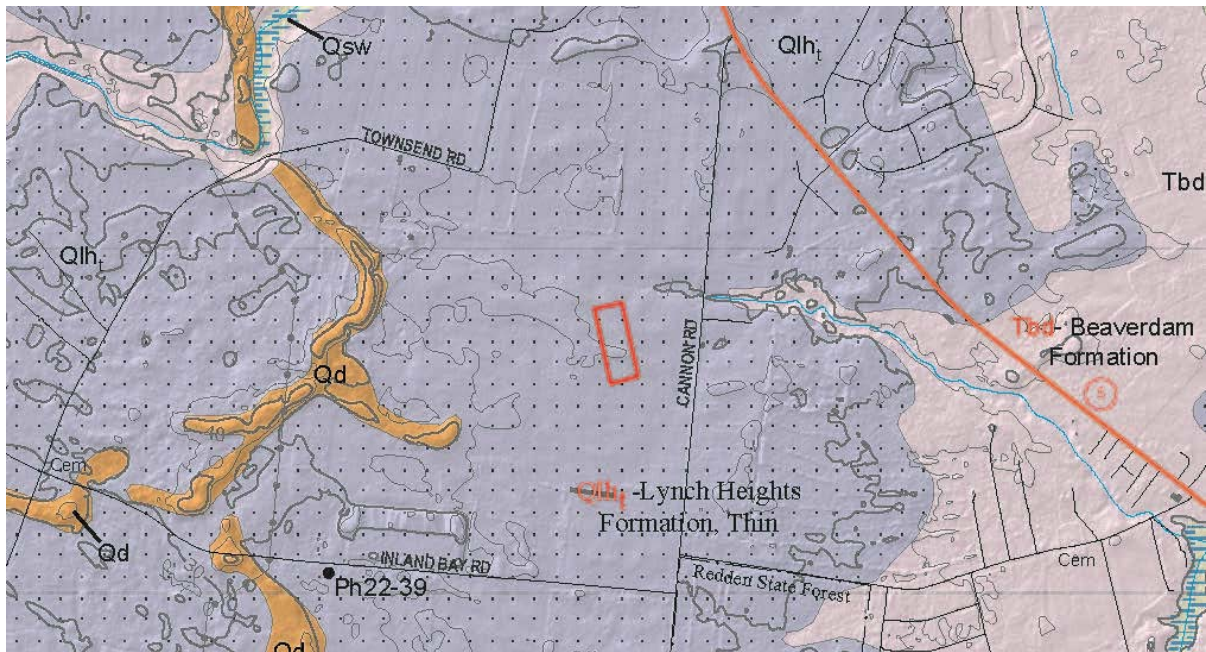 Qsw
Qlht
TOWNSEND RD
Tbd
Qlht
CANNON RD
Tbd- Beaverdam
Formation
5
Qd
40
Cem
Qlht -Lynch Heights
Formation, Thin
Qd
INLAND BAY RD
Ph22-39
Redden State Forest
Cem
Qd